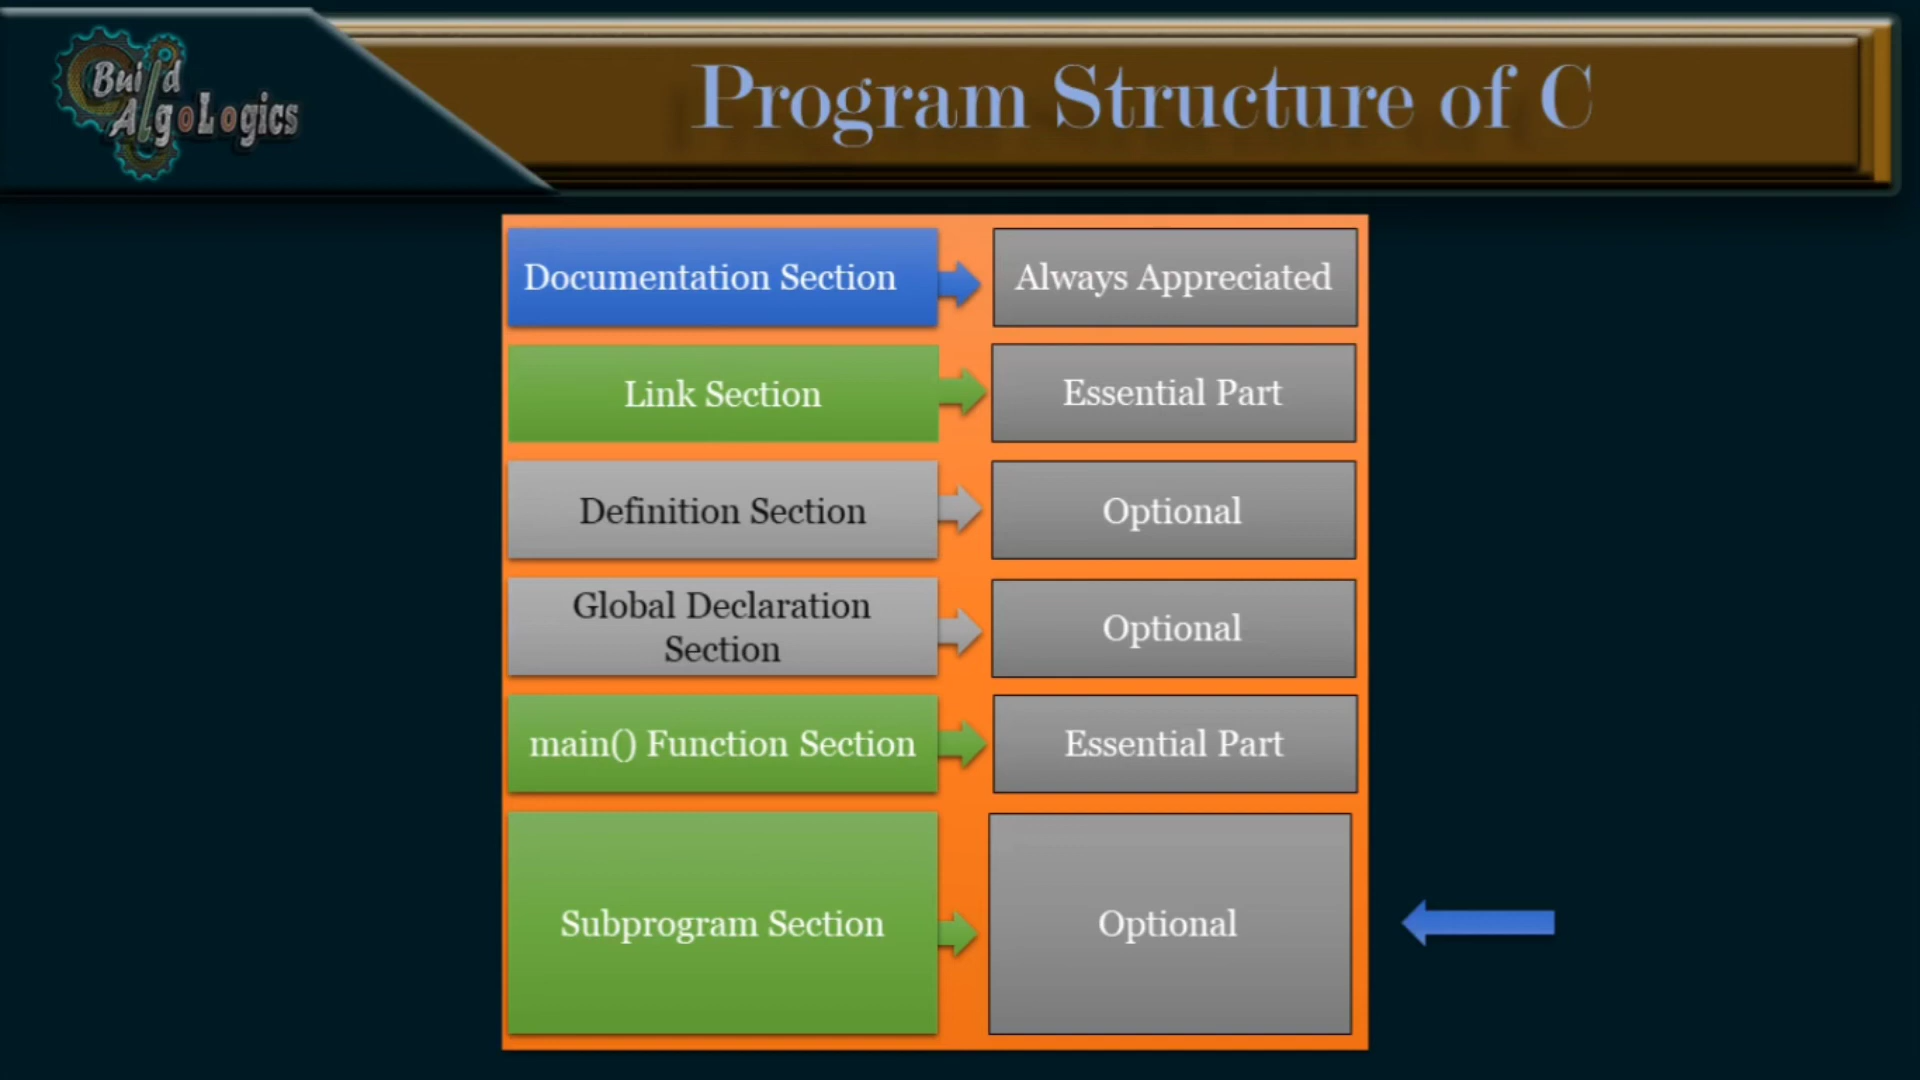 Build
AlgoLogics
Program Structure of C
Documentation Section
Always Appreciated
Link Section
Essential Part
Definition Section
Optional
Global Declaration
Section
Optional
main() Function Section
Essential Part
Subprogram Section
Optional